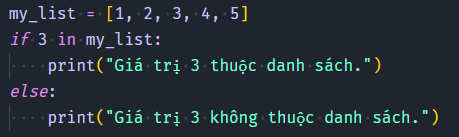 my_list = [1, 2, 3, 4, 5]
if 3 in my_list:
    print("Giá trị 3 thuộc danh sách.")
else:
    print("Giá trị 3 không thuộc danh sách.")